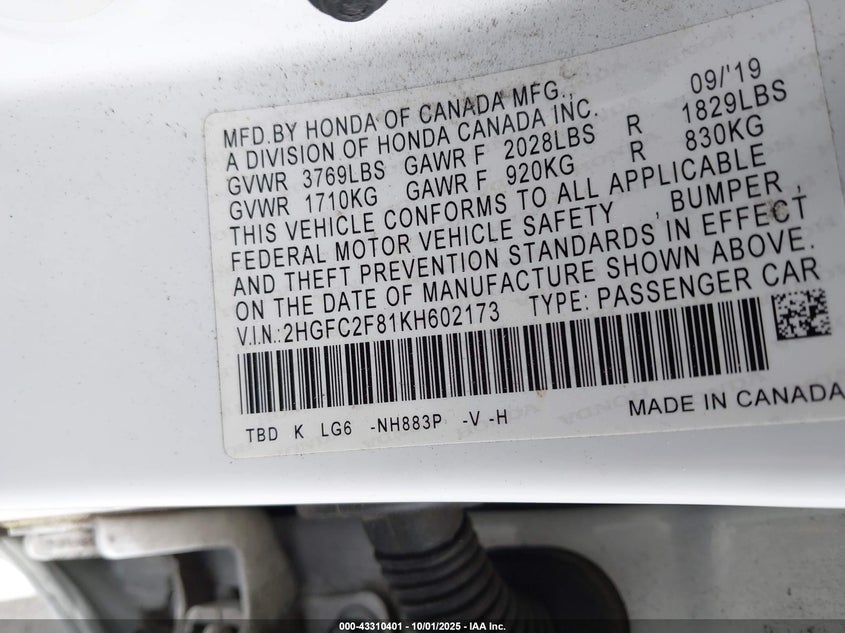 09/'19
MFD.BY HONDA OF CANADA MFG.,
A DIVISION OF HONDA CANADA INC.
GVWR 3769LBS GAWR F 2028LBS R 1829LBS
GVWR 1710KG GAWR F 920KG R 830KG
THIS VEHICLE CONFORMS TO ALL APPLICABLE
FEDERAL MOTOR VEHICLE SAFETY , BUMPER ,
AND THEFT PREVENTION STANDARDS IN EFFECT
ON THE DATE OF MANUFACTURE SHOWN ABOVE.
V.I.N.:2HGFC2F81KH602173 TYPE: PASSENGER CAR
TBD K LG6 -NH883P -V -H MADE IN CANADA
000-43310401 - 10/01/2025 - IAA Inc.